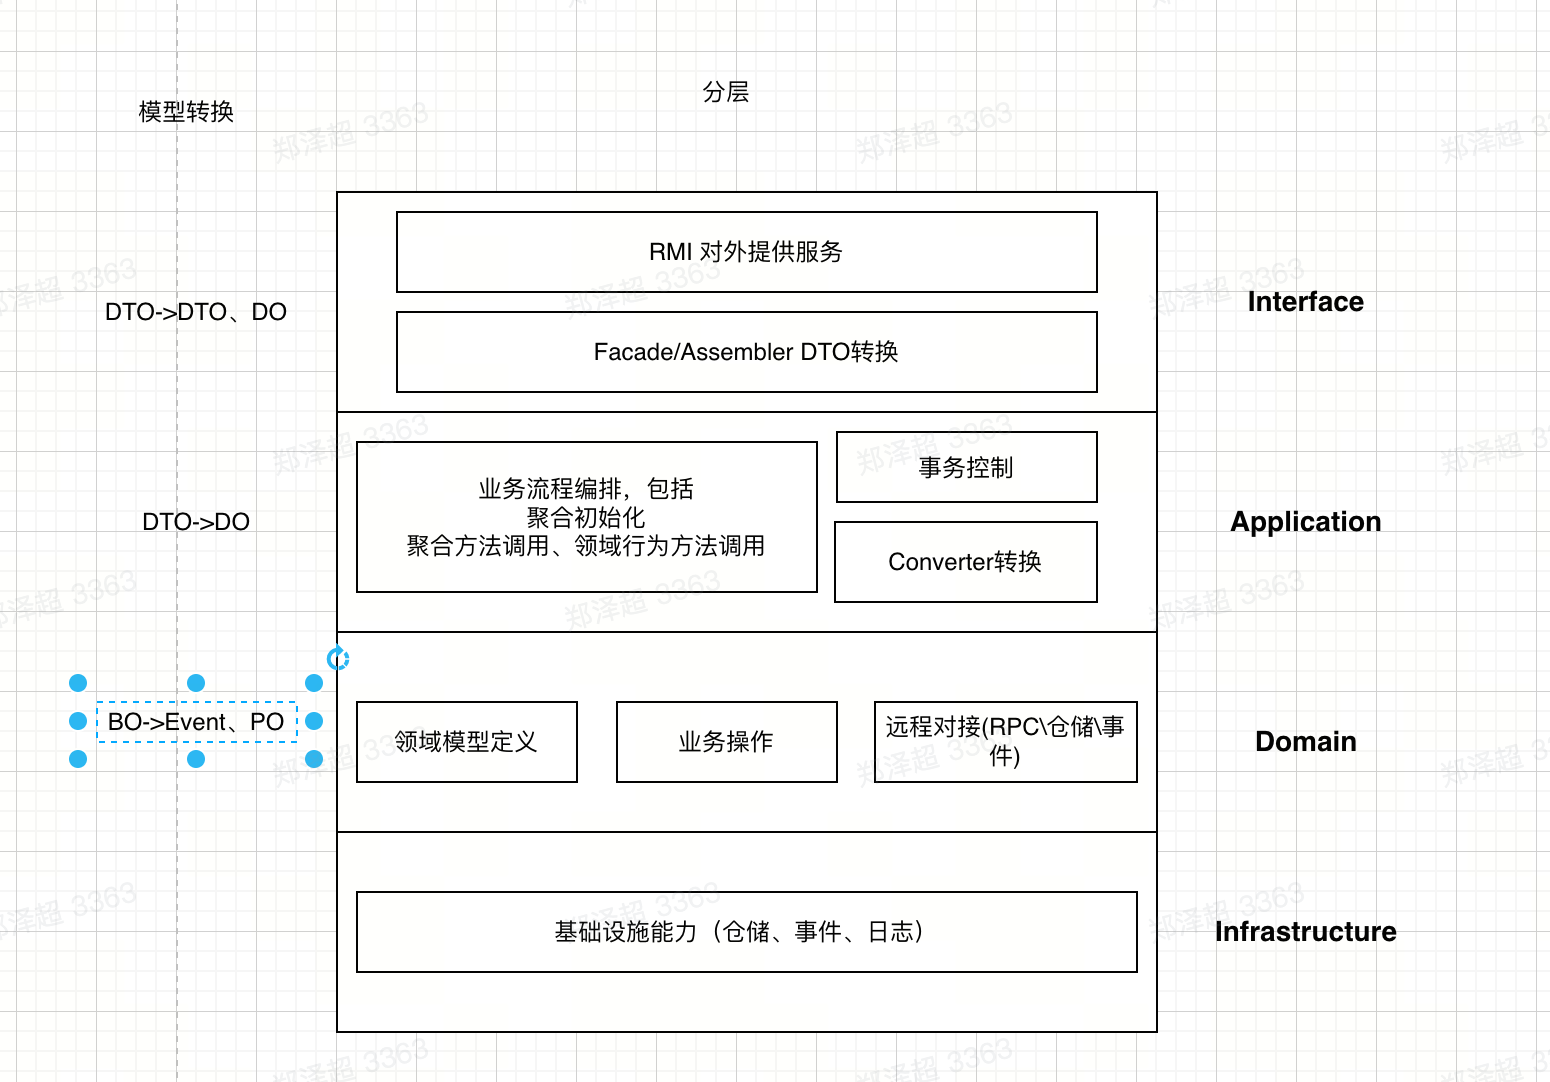 分层
模型转换
RMI 对外提供服务
DTO->DTO、DO
Interface
Facade/Assembler DTO转换
业务流程编排，包括
聚合初始化
聚合方法调用、领域行为方法调用
事务控制
DTO->DO
Application
Converter转换
BO->Event、PO
领域模型定义
业务操作
远程对接(RPC\仓储\事
件)
Domain
基础设施能力（仓储、事件、日志）
Infrastructure
郑泽超 3363